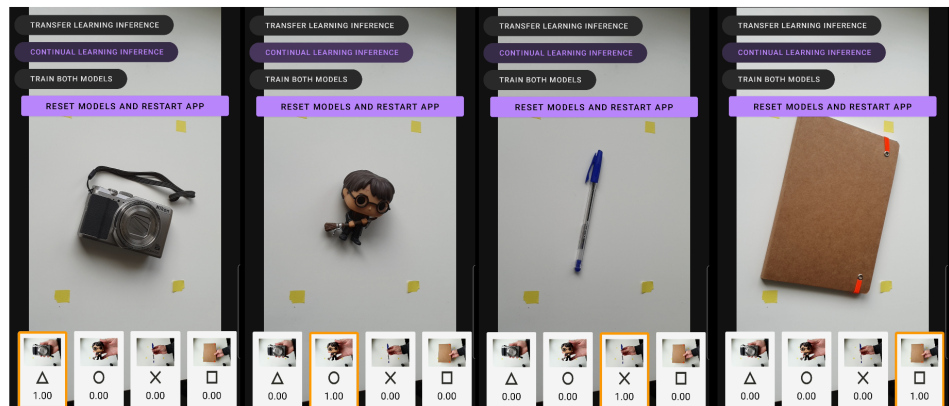 TRANSFER LEARNING INFERENCE
CONTINUAL LEARNING INFERENCE
TRAIN BOTH MODELS
RESET MODELS AND RESTART APP
1.00
0.00
0.00
0.00
TRANSFER LEARNING INFERENCE
CONTINUAL LEARNING INFERENCE
TRAIN BOTH MODELS
RESET MODELS AND RESTART APP
0.00
1.00
0.00
0.00
TRANSFER LEARNING INFERENCE
CONTINUAL LEARNING INFERENCE
TRAIN BOTH MODELS
RESET MODELS AND RESTART APP
0.00
0.00
1.00
0.00
TRANSFER LEARNING INFERENCE
CONTINUAL LEARNING INFERENCE
TRAIN BOTH MODELS
RESET MODELS AND RESTART APP
0.00
0.00
0.00
1.00